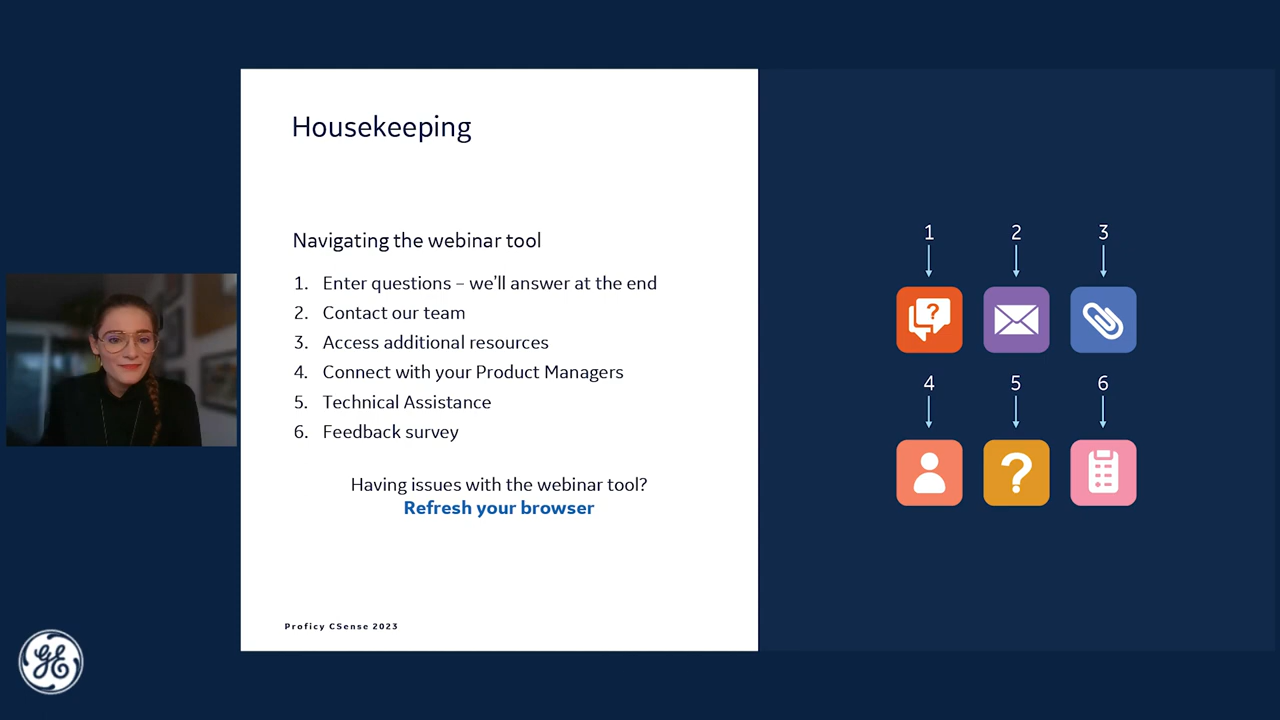 Housekeeping
Navigating the webinar tool
1. Enter questions – we’ll answer at the end
2. Contact our team
3. Access additional resources
4. Connect with your Product Managers
5. Technical Assistance
6. Feedback survey
Having issues with the webinar tool?
Refresh your browser
Proficy CSense 2023
1 2 3
?
4 5 6
?
GE